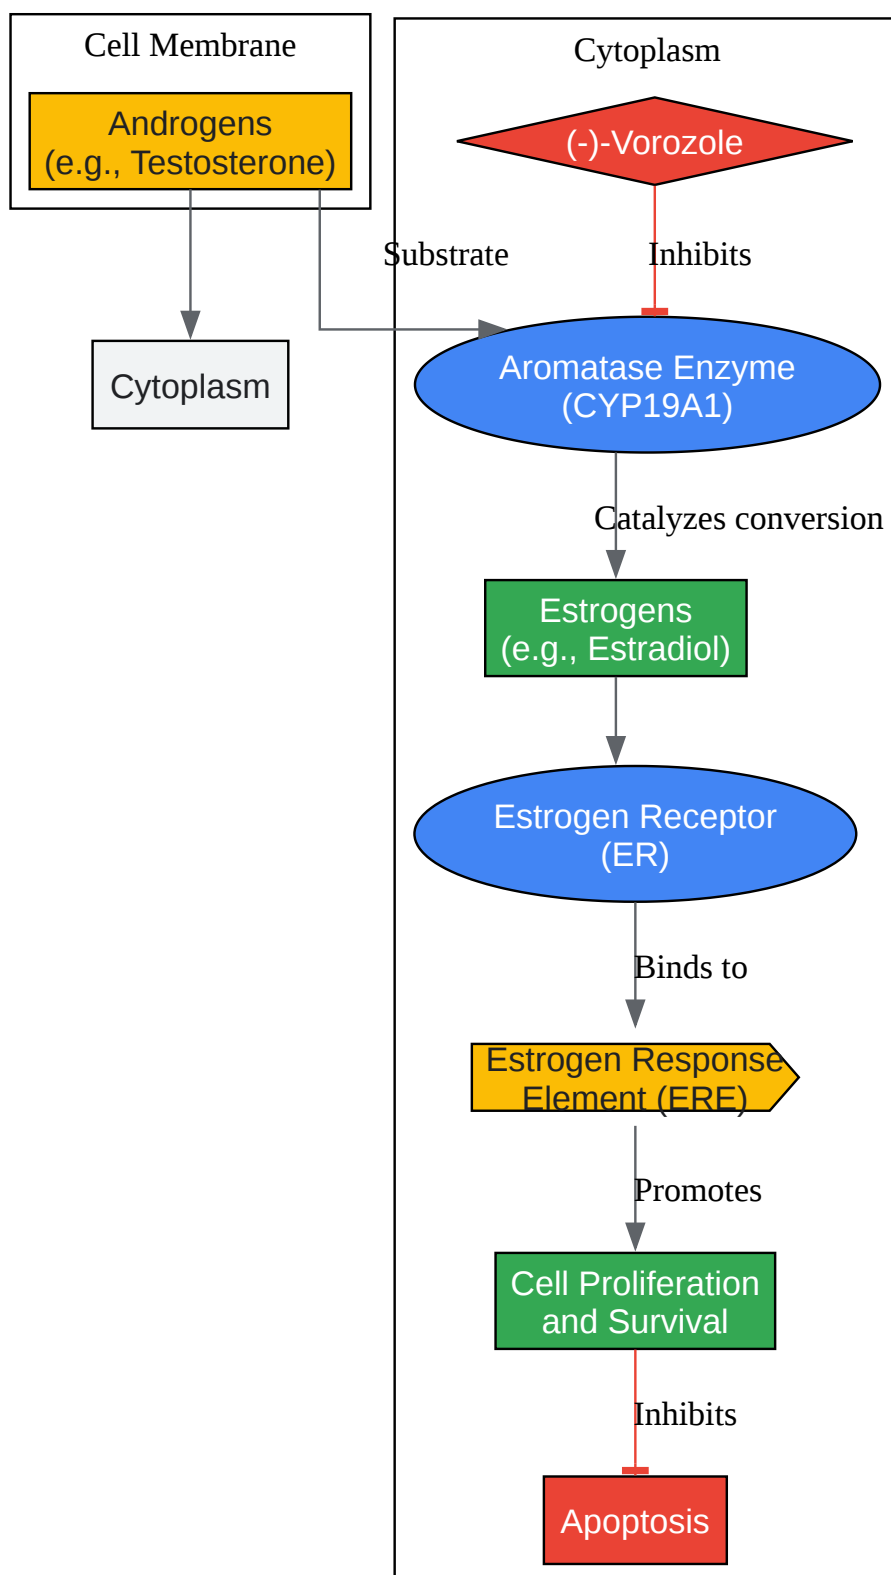 Cell Membrane
Androgens
(e.g., Testosterone)
Cytoplasm
(-)-Vorozole
Substrate
Inhibits
Cytoplasm
Aromatase Enzyme
(CYP19A1)
Catalyzes conversion
Estrogens
(e.g., Estradiol)
Estrogen Receptor
(ER)
Binds to
Estrogen Response
Element (ERE)
Promotes
Cell Proliferation
and Survival
Inhibits
Apoptosis